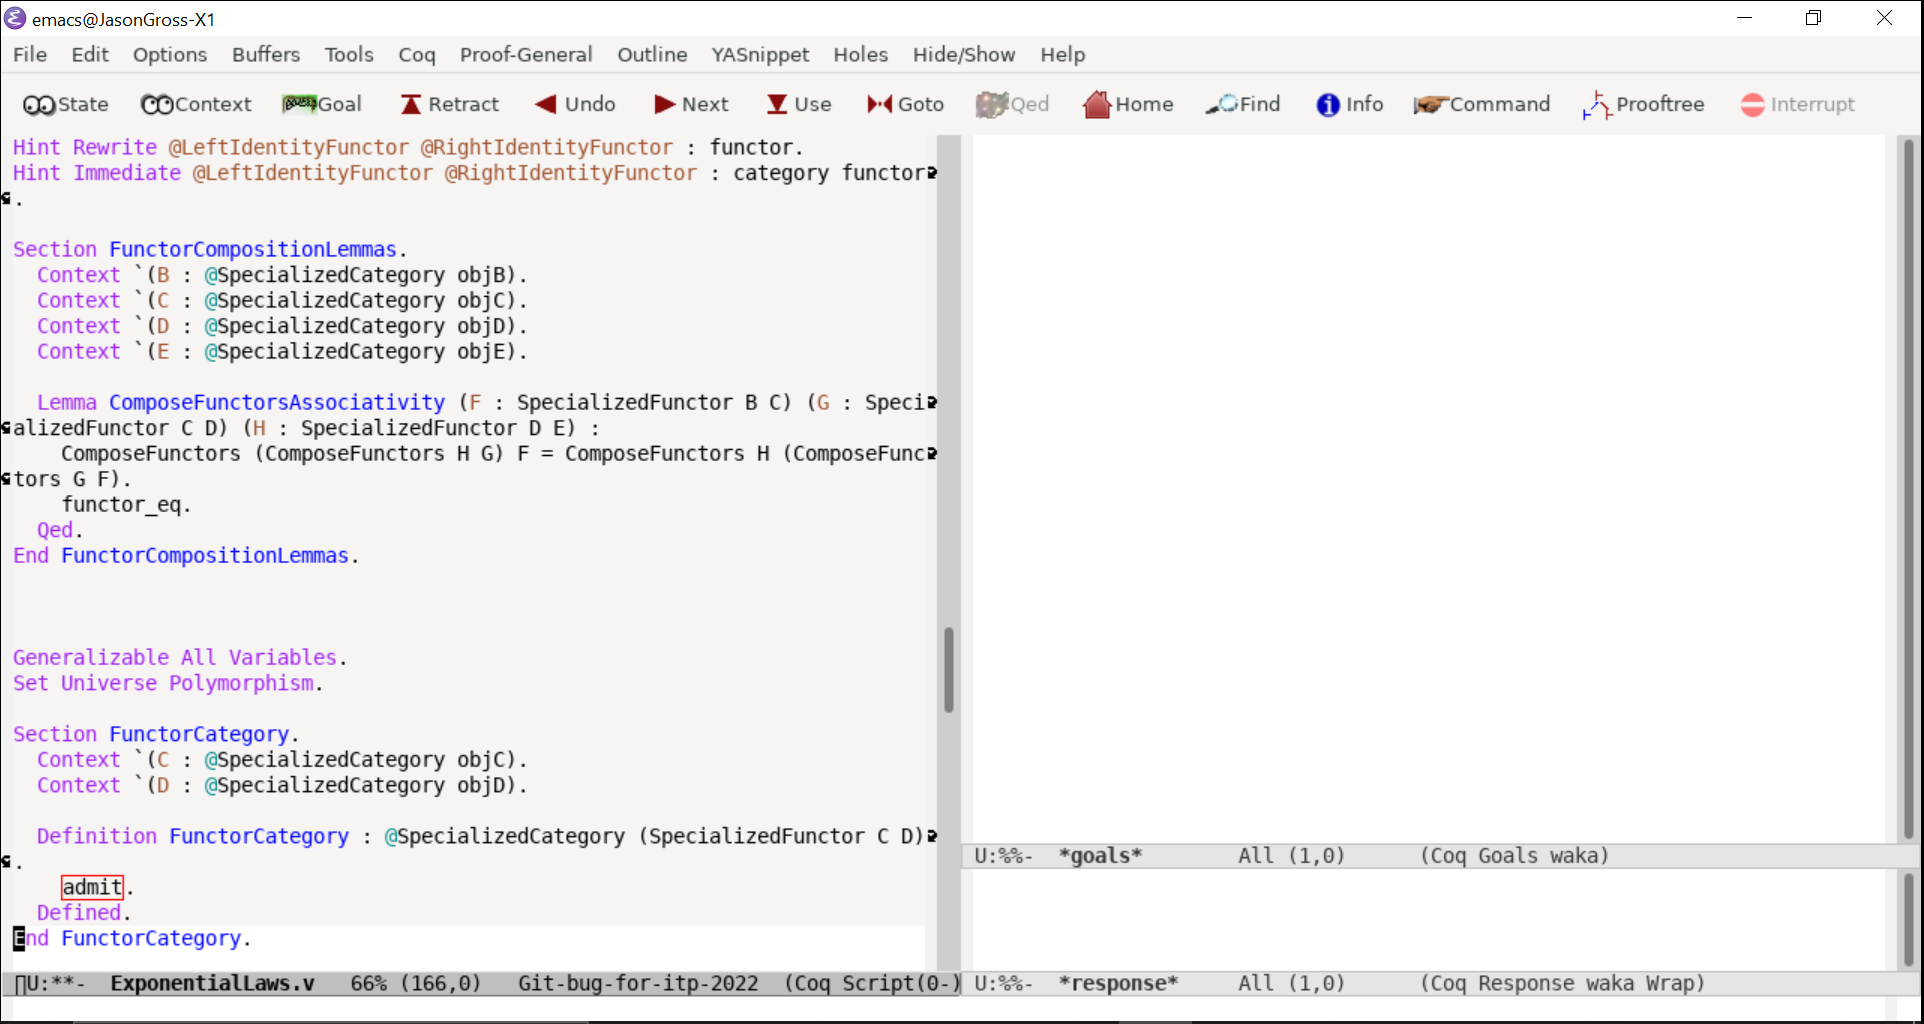 emacs@JasonGross-X1
File Edit Options Buffers Tools Coq Proof-General Outline YASnippet Holes Hide/Show Help
State Context Goal Retract Undo Next Use Goto Qed Home Find Info Command Prooftree Interrupt
Hint Rewrite @LeftIdentityFunctor @RightIdentityFunctor : functor.
Hint Immediate @LeftIdentityFunctor @RightIdentityFunctor : category functor
.
Section FunctorCompositionLemmas.
  Context `(B : @SpecializedCategory objB).
  Context `(C : @SpecializedCategory objC).
  Context `(D : @SpecializedCategory objD).
  Context `(E : @SpecializedCategory objE).
  Lemma ComposeFunctorsAssociativity (F : SpecializedFunctor B C) (G : Speci
alizedFunctor C D) (H : SpecializedFunctor D E) :
    ComposeFunctors (ComposeFunctors H G) F = ComposeFunctors H (ComposeFunc
tors G F).
    functor_eq.
  Qed.
End FunctorCompositionLemmas.
Generalizable All Variables.
Set Universe Polymorphism.
Section FunctorCategory.
  Context `(C : @SpecializedCategory objC).
  Context `(D : @SpecializedCategory objD).
  Definition FunctorCategory : @SpecializedCategory (SpecializedFunctor C D)
.
    admit.
  Defined.
End FunctorCategory.
U:**-  ExponentialLaws.v   66% (166,0)   Git-bug-for-itp-2022  (Coq Script(0-)
U:%%-  *goals*        All (1,0)      (Coq Goals waka)
U:%%-  *response*     All (1,0)      (Coq Response waka Wrap)